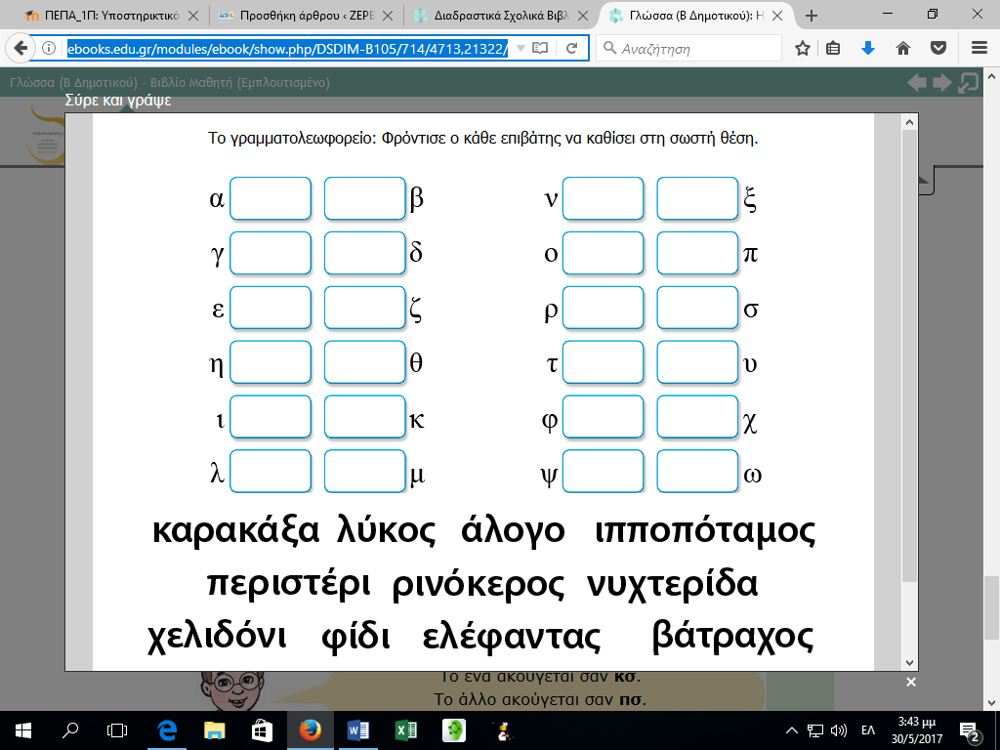 ΠΕΠΑ_1Π: Υποστηρικτικό
Προσθήκη άρθρου ‹ ΖΕΡΒ
Διαδραστικά Σχολικά Βιβλ
Γλώσσα (Β Δημοτικού): Η
ebooks.edu.gr/modules/ebook/show.php/DSDIM-B105/714/4713,21322/
Αναζήτηση
Γλώσσα (Β Δημοτικού) - Βιβλίο Μαθητή (Εμπλουτισμένο)
Σύρε και γράψε
Το γραμματολεωφορείο: Φρόντισε ο κάθε επιβάτης να καθίσει στη σωστή θέση.
α β ν ξ
γ δ ο π
ε ζ ρ σ
η θ τ υ
ι κ φ χ
λ μ ψ ω
καρακάξα λύκος άλογο ιπποπόταμος
περιστέρι ρινόκερος νυχτερίδα
χελιδόνι φίδι ελέφαντας βάτραχος
Το ένα ακούγεται σαν κσ.
Το άλλο ακούγεται σαν πσ.
ΕΛ
3:43 μμ
30/5/2017
2